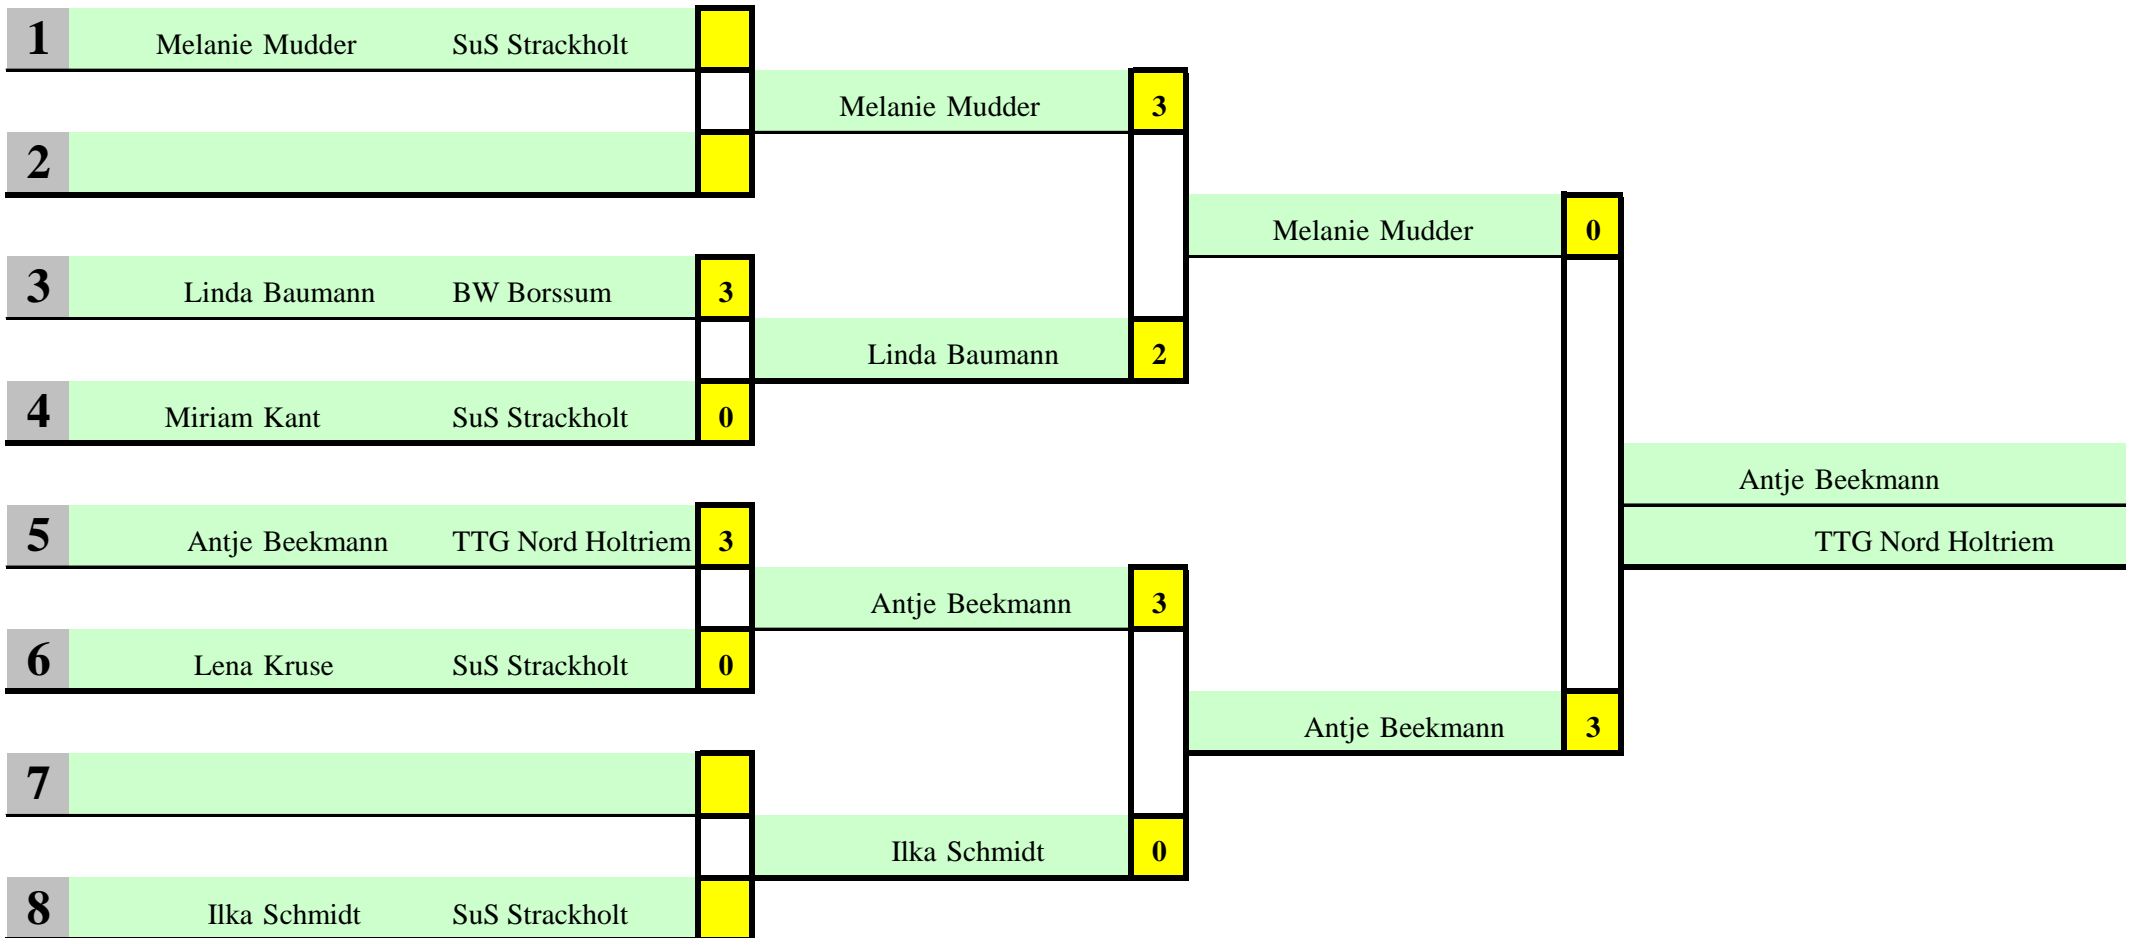 1 Melanie Mudder SuS Strackholt
Melanie Mudder 3
2
Melanie Mudder 0
3 Linda Baumann BW Borssum 3
Linda Baumann 2
4 Miriam Kant SuS Strackholt 0
Antje Beekmann
5 Antje Beekmann TTG Nord Holtriem 3
TTG Nord Holtriem
Antje Beekmann 3
6 Lena Kruse SuS Strackholt 0
Antje Beekmann 3
7
Ilka Schmidt 0
8 Ilka Schmidt SuS Strackholt